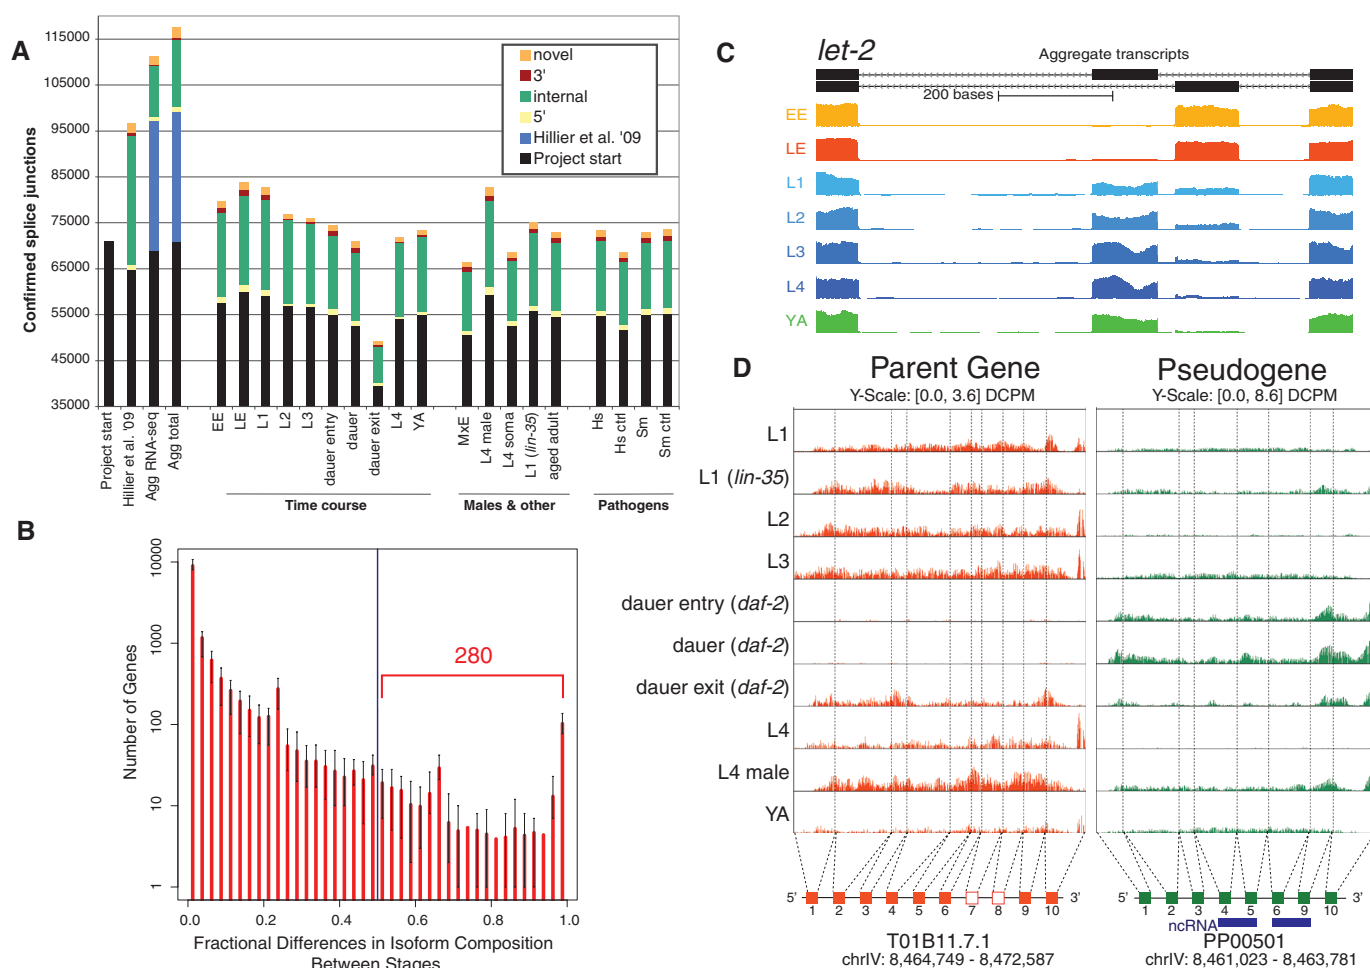 A
115000
105000
95000
85000
75000
65000
55000
45000
35000
Confirmed splice junctions
novel
3'
internal
5'
Hillier et al. '09
Project start
Project start
Hillier et al. '09
Agg RNA-seq
Agg total
EE
LE
L1
L2
L3
dauer entry
dauer
dauer exit
L4
YA
MxE
L4 male
L4 soma
L1 (lin-35)
aged adult
Hs
Hs ctrl
Sm
Sm ctrl
Time course
Males & other
Pathogens
B
Number of Genes
10000
1000
100
10
1
280
0.0
0.2
0.4
0.6
0.8
1.0
Fractional Differences in Isoform Composition
Between Stages
C
let-2
Aggregate transcripts
200 bases
EE
LE
L1
L2
L3
L4
YA
D
Parent Gene
Y-Scale: [0.0, 3.6] DCPM
Pseudogene
Y-Scale: [0.0, 8.6] DCPM
L1
L1 (lin-35)
L2
L3
dauer entry (daf-2)
dauer (daf-2)
dauer exit (daf-2)
L4
L4 male
YA
5'
3'
1 2 3 4 5 6 7 8 9 10
T01B11.7.1
chrIV: 8,464,749 - 8,472,587
5'
3'
1 2 3 4 5 6 9 10
ncRNA
PP00501
chrIV: 8,461,023 - 8,463,781